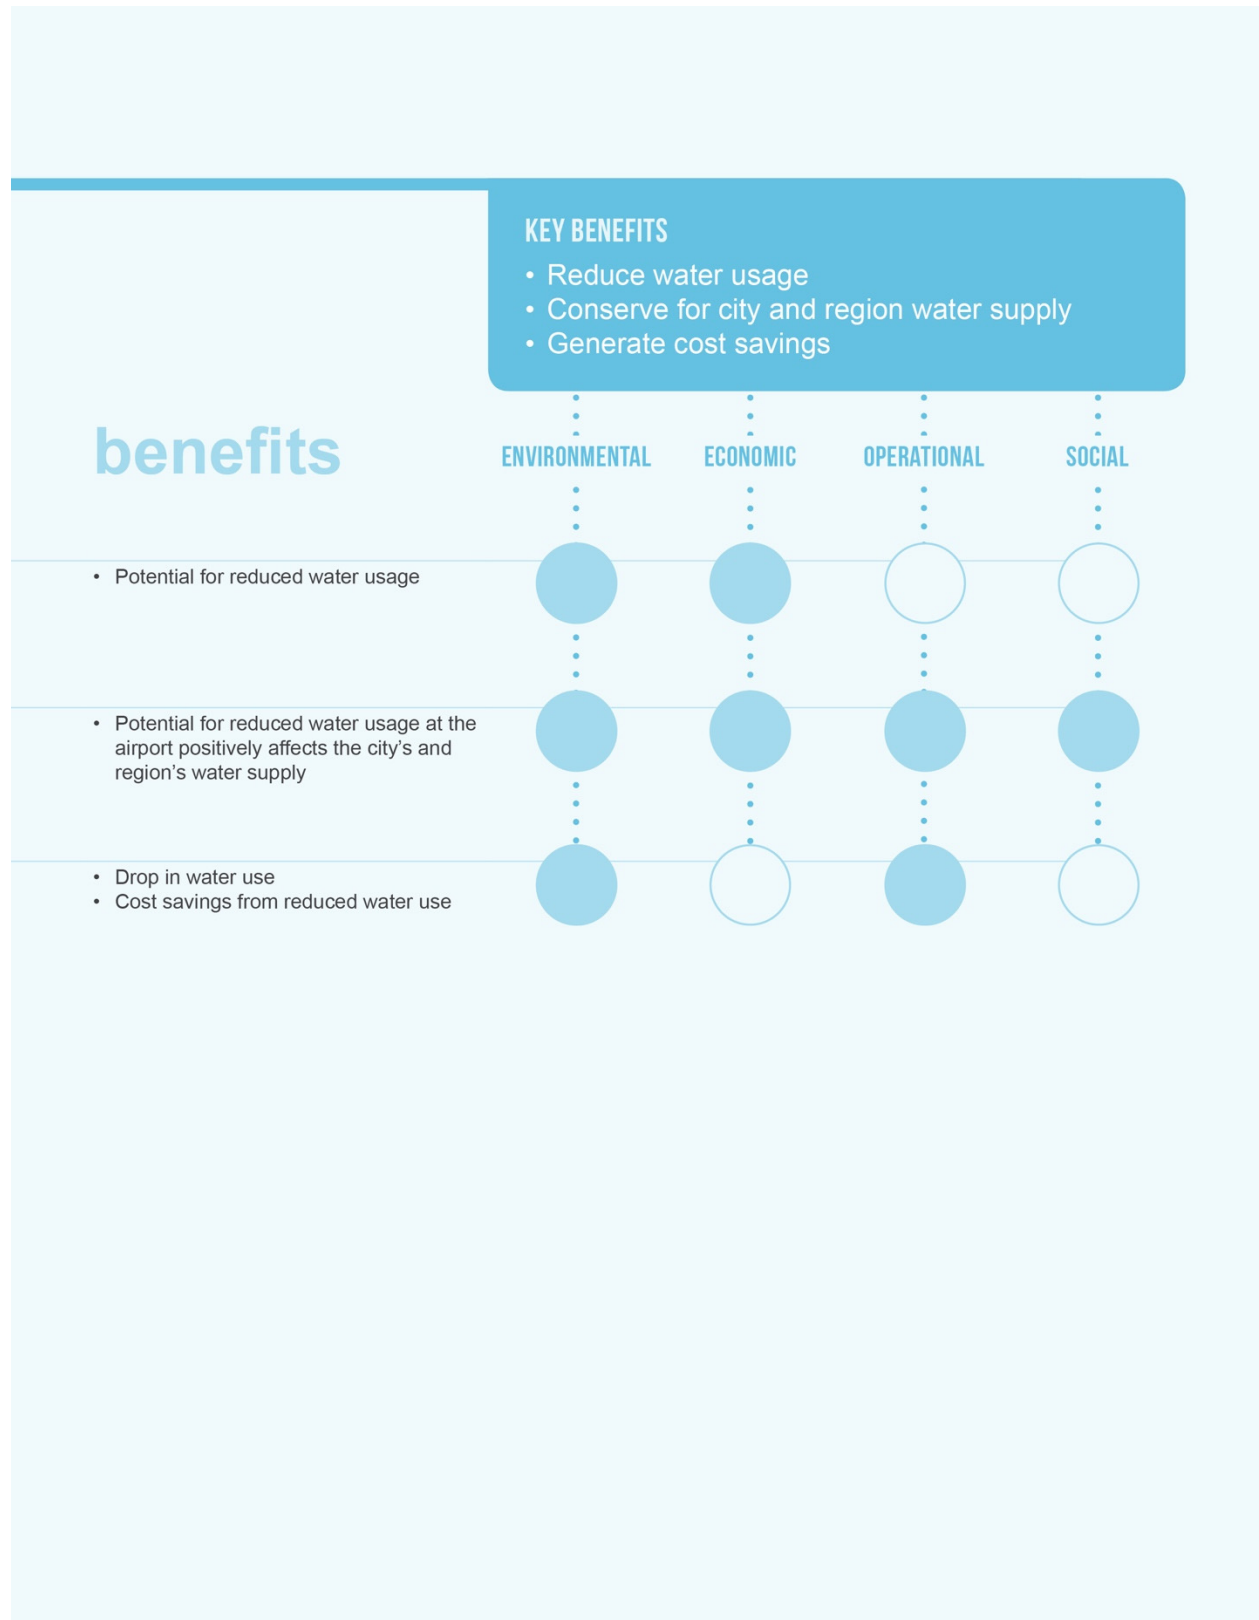 KEY BENEFITS
• Reduce water usage
• Conserve for city and region water supply
• Generate cost savings
benefits
ENVIRONMENTAL ECONOMIC OPERATIONAL SOCIAL
• Potential for reduced water usage
• Potential for reduced water usage at the
airport positively affects the city’s and
region’s water supply
• Drop in water use
• Cost savings from reduced water use